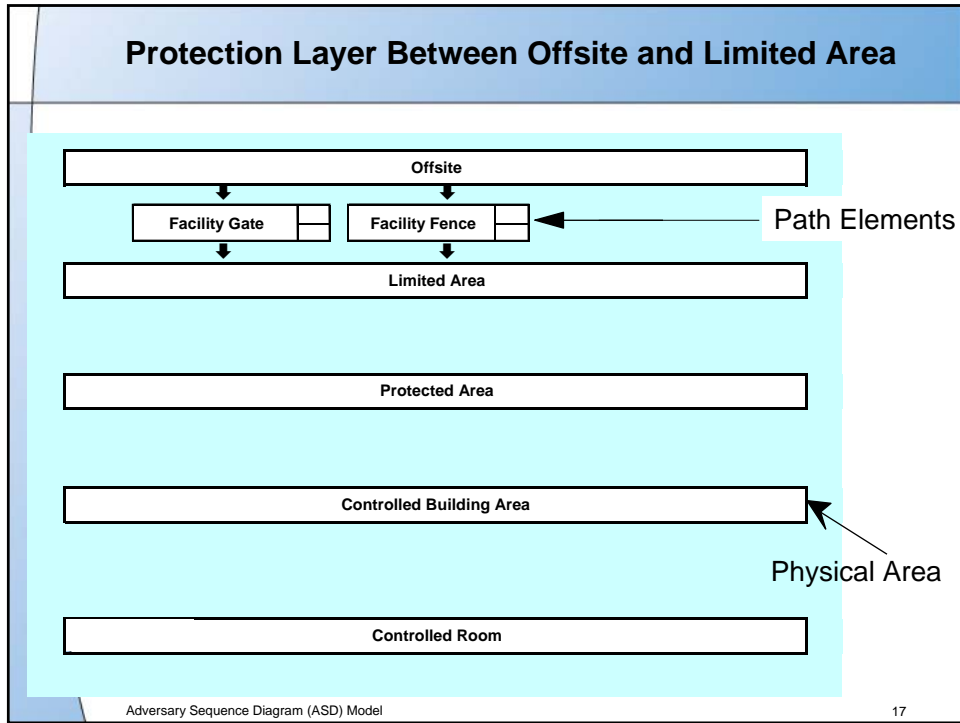 Protection Layer Between Offsite and Limited Area
Offsite
Facility Gate
Facility Fence
Path Elements
Limited Area
Protected Area
Controlled Building Area
Physical Area
Controlled Room
Adversary Sequence Diagram (ASD) Model
17